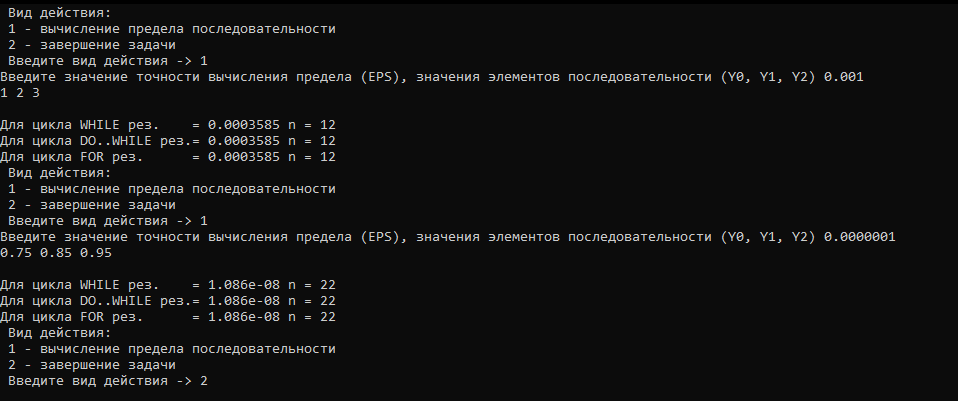 Вид действия:
1 - вычисление предела последовательности
2 - завершение задачи
Введите вид действия -> 1
Введите значение точности вычисления предела (EPS), значения элементов последовательности (Y0, Y1, Y2) 0.001
1 2 3
Для цикла WHILE рез.    = 0.0003585 n = 12
Для цикла DO..WHILE рез.= 0.0003585 n = 12
Для цикла FOR рез.      = 0.0003585 n = 12
Вид действия:
1 - вычисление предела последовательности
2 - завершение задачи
Введите вид действия -> 1
Введите значение точности вычисления предела (EPS), значения элементов последовательности (Y0, Y1, Y2) 0.0000001
0.75 0.85 0.95
Для цикла WHILE рез.    = 1.086e-08 n = 22
Для цикла DO..WHILE рез.= 1.086e-08 n = 22
Для цикла FOR рез.      = 1.086e-08 n = 22
Вид действия:
1 - вычисление предела последовательности
2 - завершение задачи
Введите вид действия -> 2